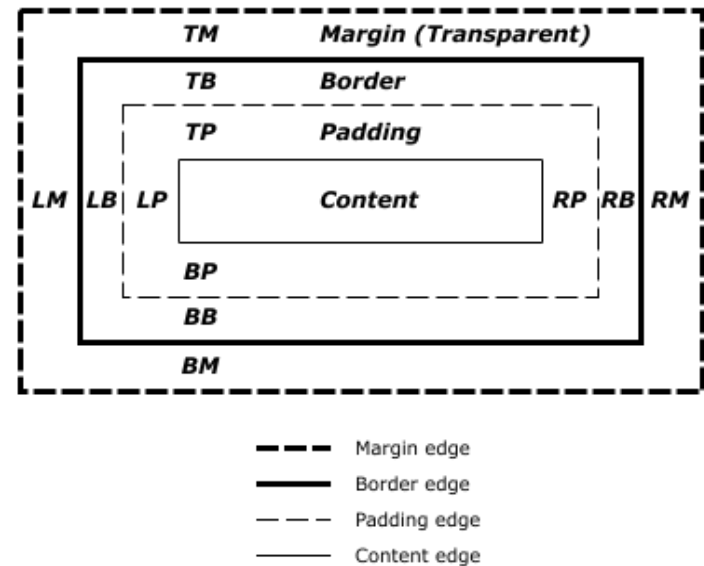 TM Margin (Transparent)
TB Border
TP Padding
LM LB LP Content RP RB RM
BP
BB
BM
Margin edge
Border edge
Padding edge
Content edge